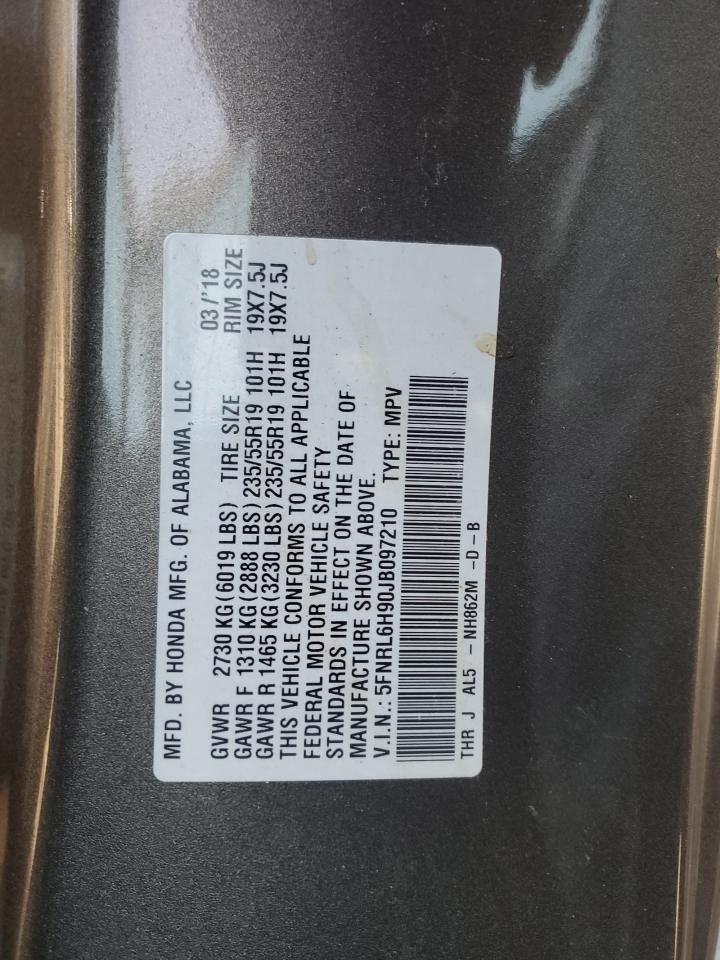 MFD. BY HONDA MFG. OF ALABAMA, LLC
03/'18
GVWR 2730 KG(6019 LBS) TIRE SIZE RIM SIZE
GAWR F 1310 KG(2888 LBS) 235/55R19 101H 19X7.5J
GAWR R 1465 KG(3230 LBS) 235/55R19 101H 19X7.5J
THIS VEHICLE CONFORMS TO ALL APPLICABLE
FEDERAL MOTOR VEHICLE SAFETY
STANDARDS IN EFFECT ON THE DATE OF
MANUFACTURE SHOWN ABOVE.
V.I.N.: 5FNRL6H90JB097210 TYPE: MPV
THR J AL5 -NH862M -D-B